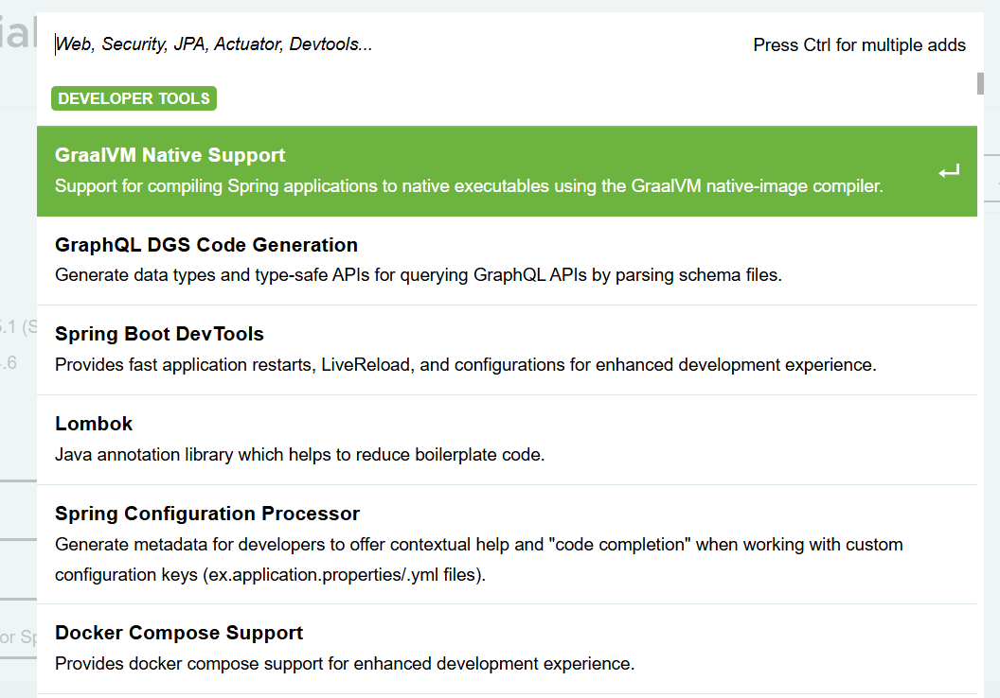 Web, Security, JPA, Actuator, Devtools...
Press Ctrl for multiple adds
DEVELOPER TOOLS
GraalVM Native Support
Support for compiling Spring applications to native executables using the GraalVM native-image compiler.
GraphQL DGS Code Generation
Generate data types and type-safe APIs for querying GraphQL APIs by parsing schema files.
Spring Boot DevTools
Provides fast application restarts, LiveReload, and configurations for enhanced development experience.
Lombok
Java annotation library which helps to reduce boilerplate code.
Spring Configuration Processor
Generate metadata for developers to offer contextual help and "code completion" when working with custom
configuration keys (ex.application.properties/.yml files).
Docker Compose Support
Provides docker compose support for enhanced development experience.